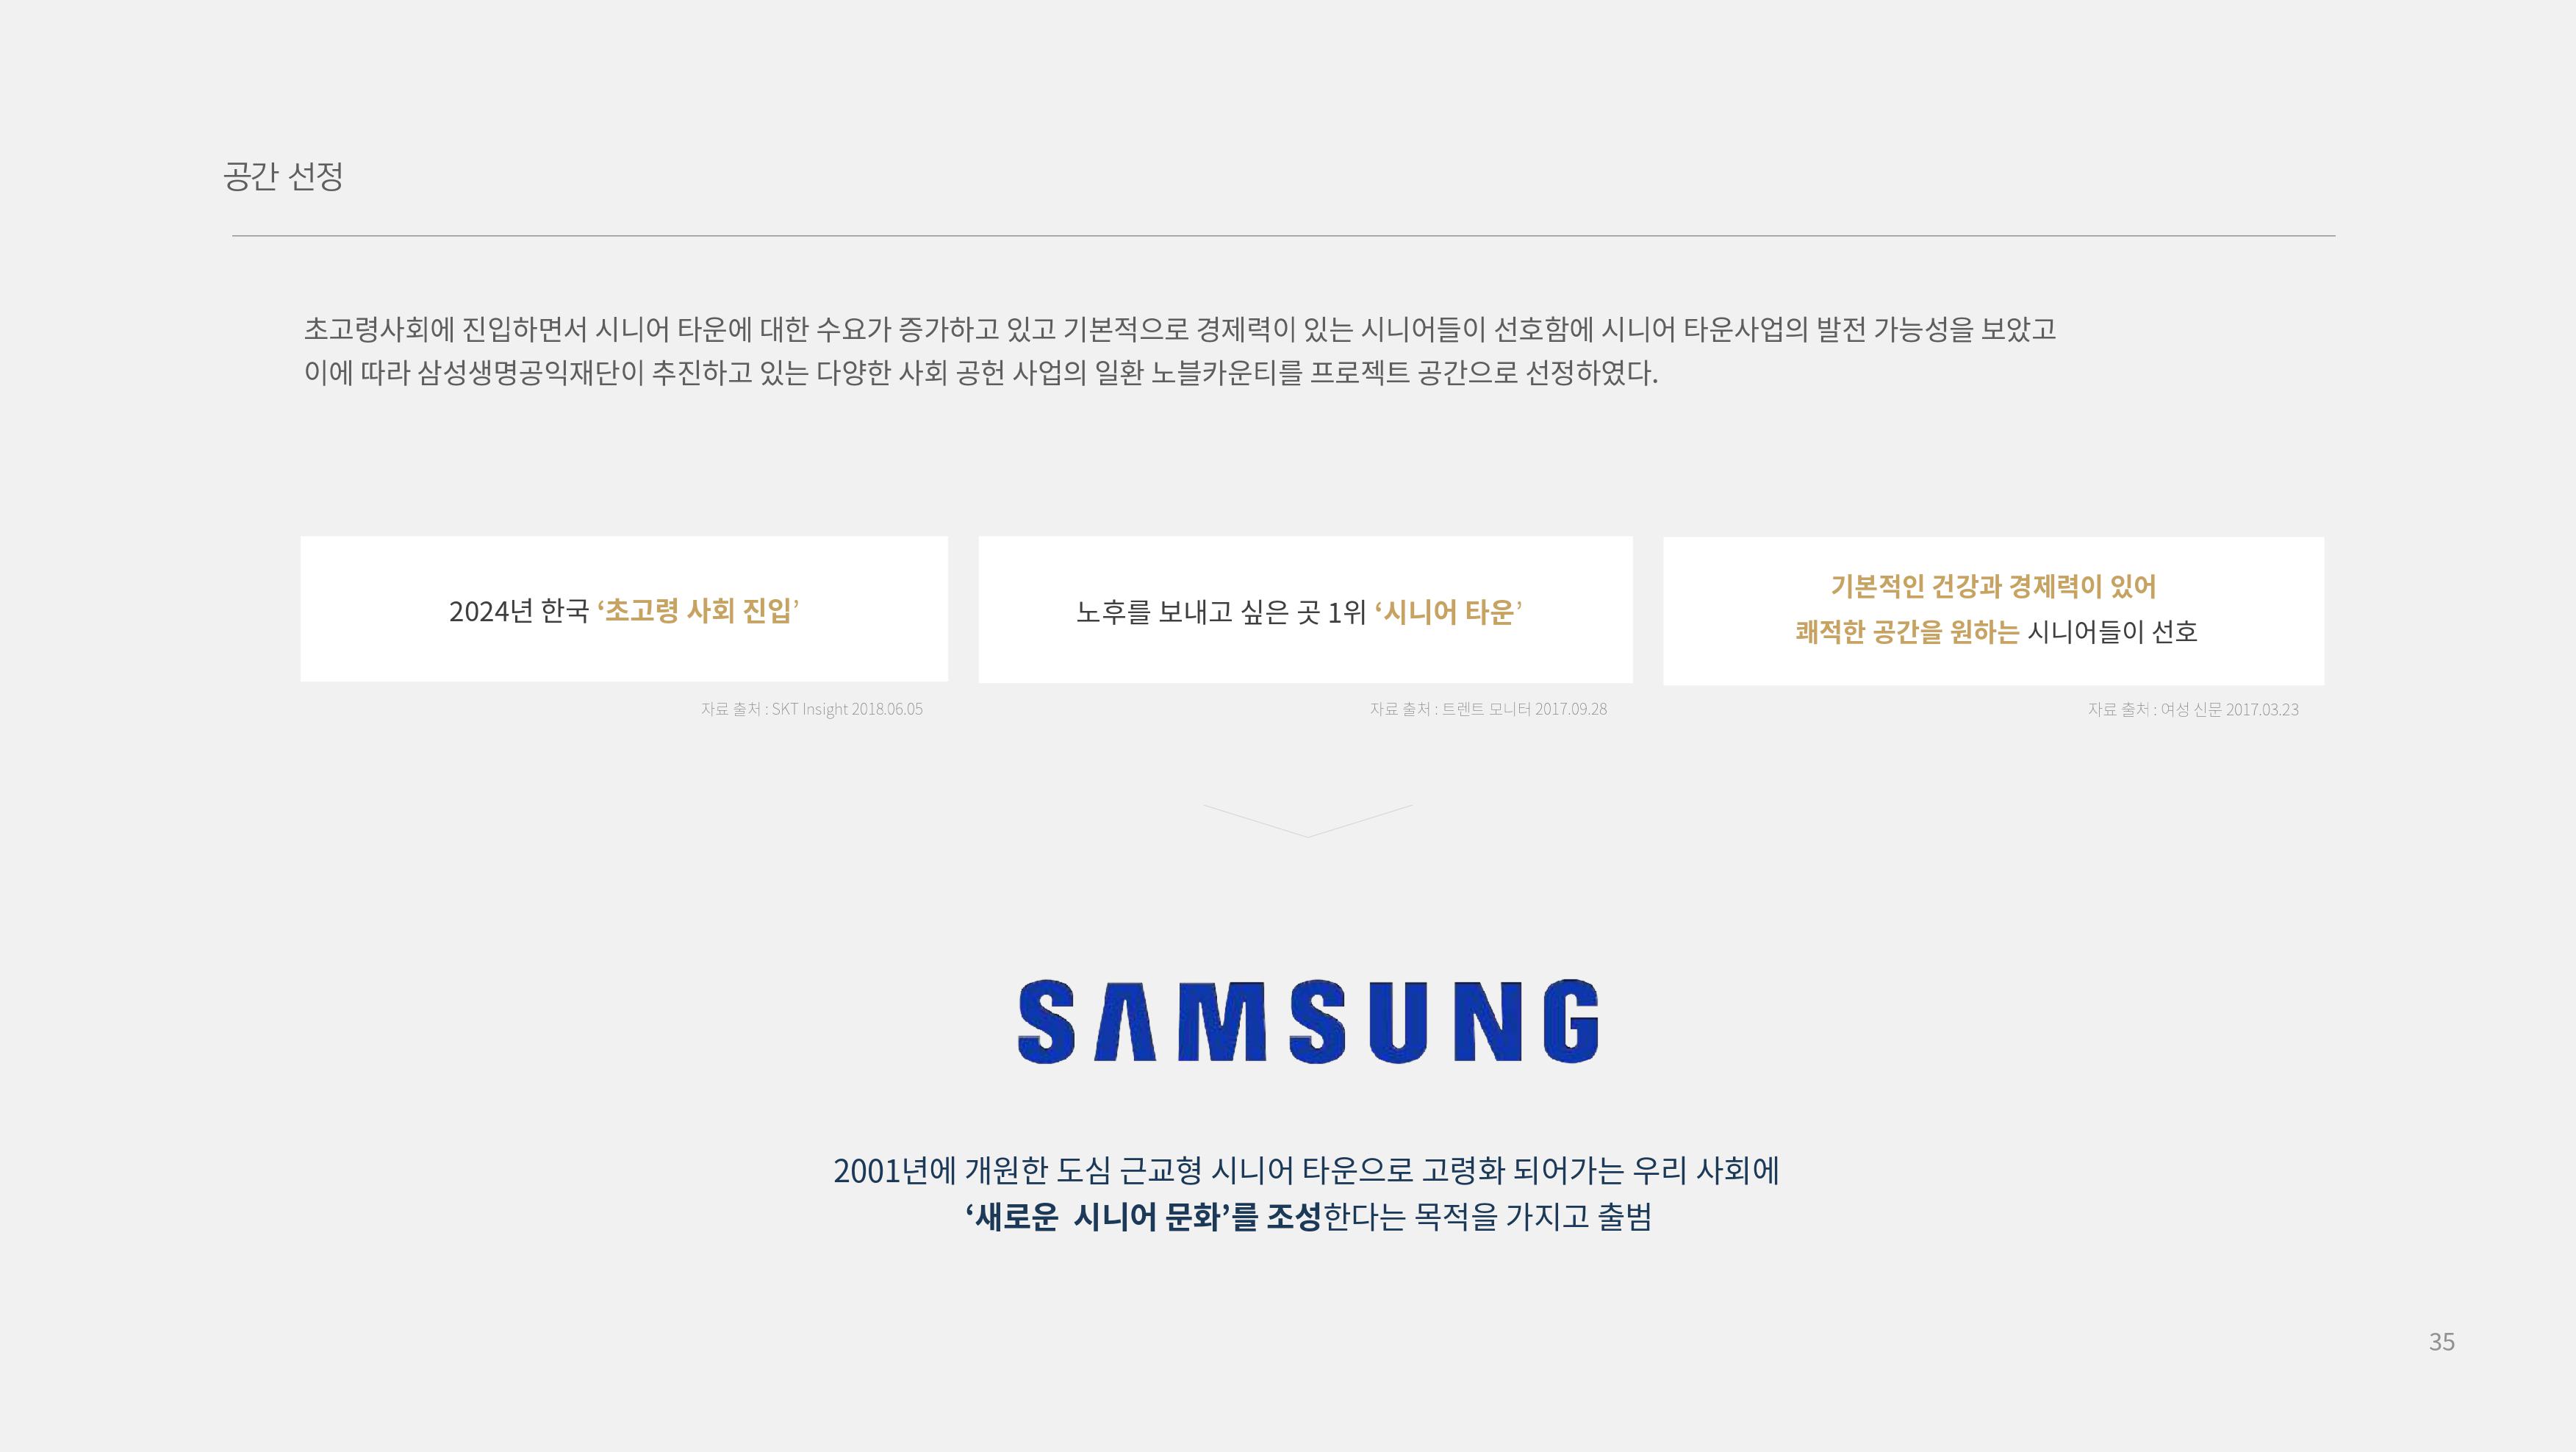 공간 선정
초고령사회에 진입하면서 시니어 타운에 대한 수요가 증가하고 있고 기본적으로 경제력이 있는 시니어들이 선호함에 시니어 타운사업의 발전 가능성을 보았고
이에 따라 삼성생명공익재단이 추진하고 있는 다양한 사회 공헌 사업의 일환 노블카운티를 프로젝트 공간으로 선정하였다.
2024년 한국 ‘초고령 사회 진입’
자료 출처 : SKT Insight 2018.06.05
노후를 보내고 싶은 곳 1위 ‘시니어 타운’
자료 출처 : 트렌트 모니터 2017.09.28
기본적인 건강과 경제력이 있어
쾌적한 공간을 원하는 시니어들이 선호
자료 출처 : 여성 신문 2017.03.23
SAMSUNG
2001년에 개원한 도심 근교형 시니어 타운으로 고령화 되어가는 우리 사회에
‘새로운  시니어 문화’를 조성한다는 목적을 가지고 출범
35